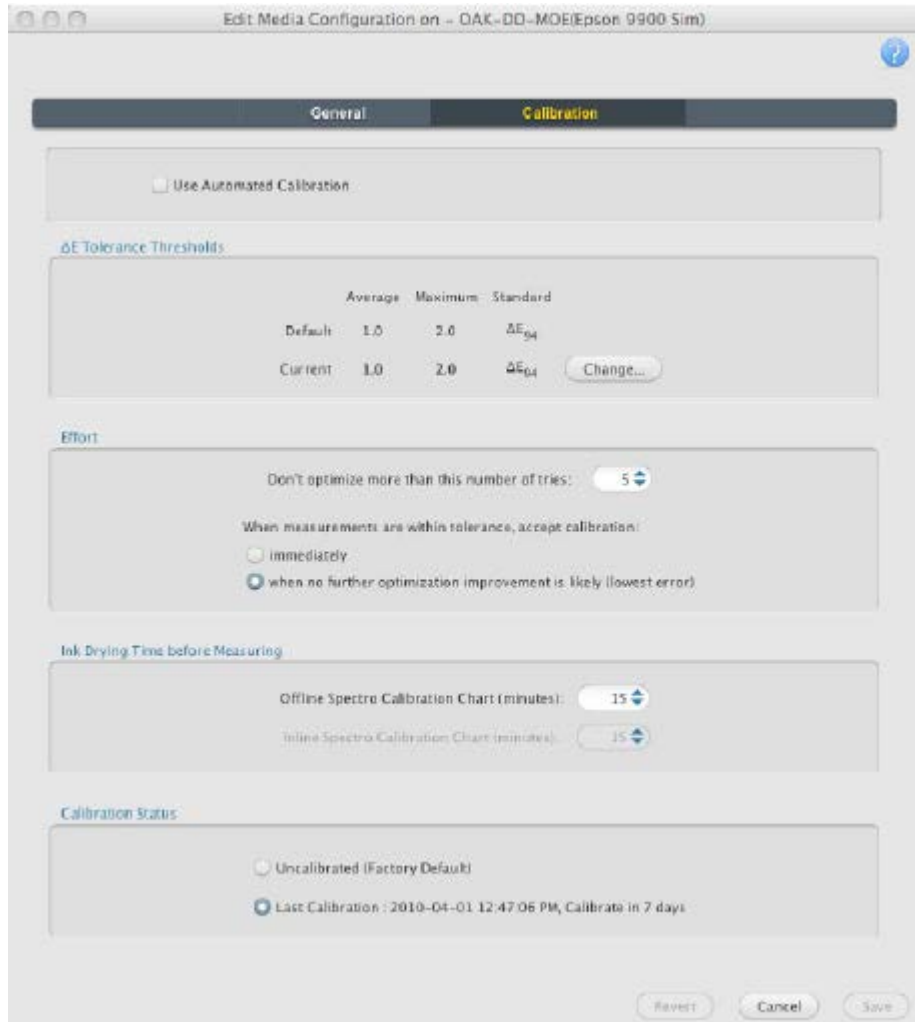 Edit Media Configuration on - OAK-DD-MOE(Epson 9900 Sim)
?
General Calibration
Use Automated Calibration
ΔE Tolerance Thresholds
Average Maximum Standard
Default 1.0 2.0 ΔE94
Current 1.0 2.0 ΔE94 Change...
Effort
Don't optimize more than this number of tries: 5
When measurements are within tolerance, accept calibration:
immediately
when no further optimization improvement is likely (lowest error)
Ink Drying Time before Measuring
Offline Spectro Calibration Chart (minutes): 15
Inline Spectro Calibration Chart (minutes): 15
Calibration Status
Uncalibrated (Factory Default)
Last Calibration : 2010-04-01 12:47:06 PM, Calibrate in 7 days
Revert Cancel Save